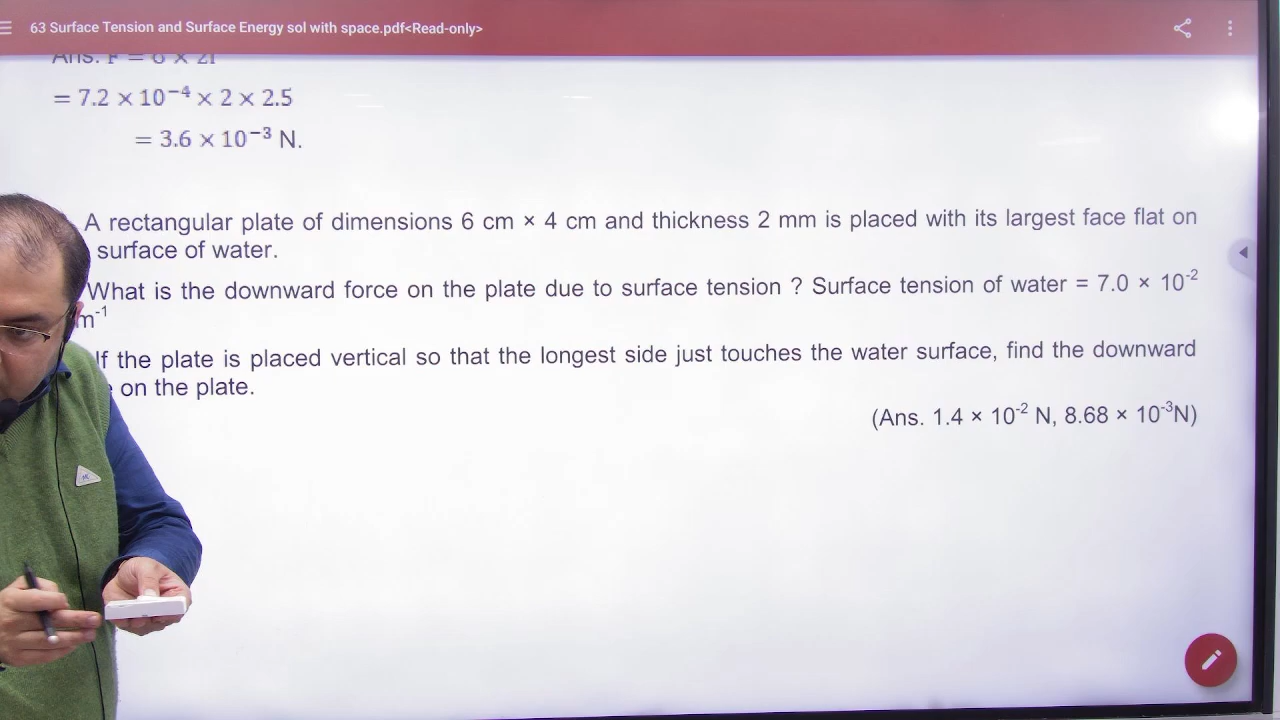 63 Surface Tension and Surface Energy sol with space.pdf<Read-only>
= 7.2 × 10⁻⁴ × 2 × 2.5
= 3.6 × 10⁻³ N.
A rectangular plate of dimensions 6 cm × 4 cm and thickness 2 mm is placed with its largest face flat on
surface of water.
What is the downward force on the plate due to surface tension ? Surface tension of water = 7.0 × 10⁻²
m⁻¹
If the plate is placed vertical so that the longest side just touches the water surface, find the downward
on the plate.
(Ans. 1.4 × 10⁻² N, 8.68 × 10⁻³N)